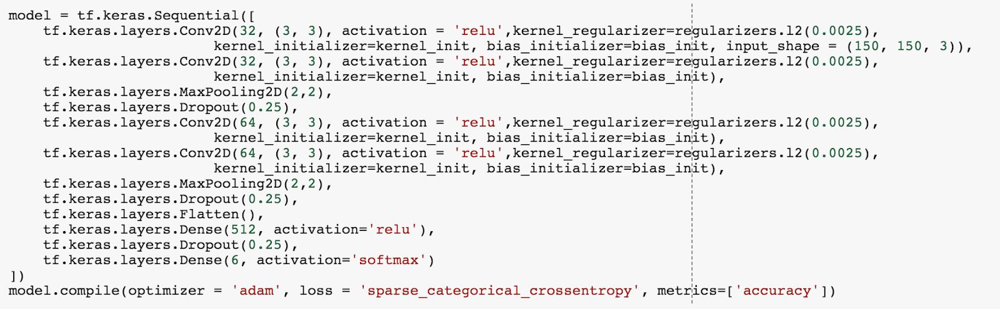 model = tf.keras.Sequential([
    tf.keras.layers.Conv2D(32, (3, 3), activation = 'relu',kernel_regularizer=regularizers.l2(0.0025),
                        kernel_initializer=kernel_init, bias_initializer=bias_init, input_shape = (150, 150, 3)),
    tf.keras.layers.Conv2D(32, (3, 3), activation = 'relu',kernel_regularizer=regularizers.l2(0.0025),
                        kernel_initializer=kernel_init, bias_initializer=bias_init),
    tf.keras.layers.MaxPooling2D(2,2),
    tf.keras.layers.Dropout(0.25),
    tf.keras.layers.Conv2D(64, (3, 3), activation = 'relu',kernel_regularizer=regularizers.l2(0.0025),
                        kernel_initializer=kernel_init, bias_initializer=bias_init),
    tf.keras.layers.Conv2D(64, (3, 3), activation = 'relu',kernel_regularizer=regularizers.l2(0.0025),
                        kernel_initializer=kernel_init, bias_initializer=bias_init),
    tf.keras.layers.MaxPooling2D(2,2),
    tf.keras.layers.Dropout(0.25),
    tf.keras.layers.Flatten(),
    tf.keras.layers.Dense(512, activation='relu'),
    tf.keras.layers.Dropout(0.25),
    tf.keras.layers.Dense(6, activation='softmax')
])
model.compile(optimizer = 'adam', loss = 'sparse_categorical_crossentropy', metrics=['accuracy'])